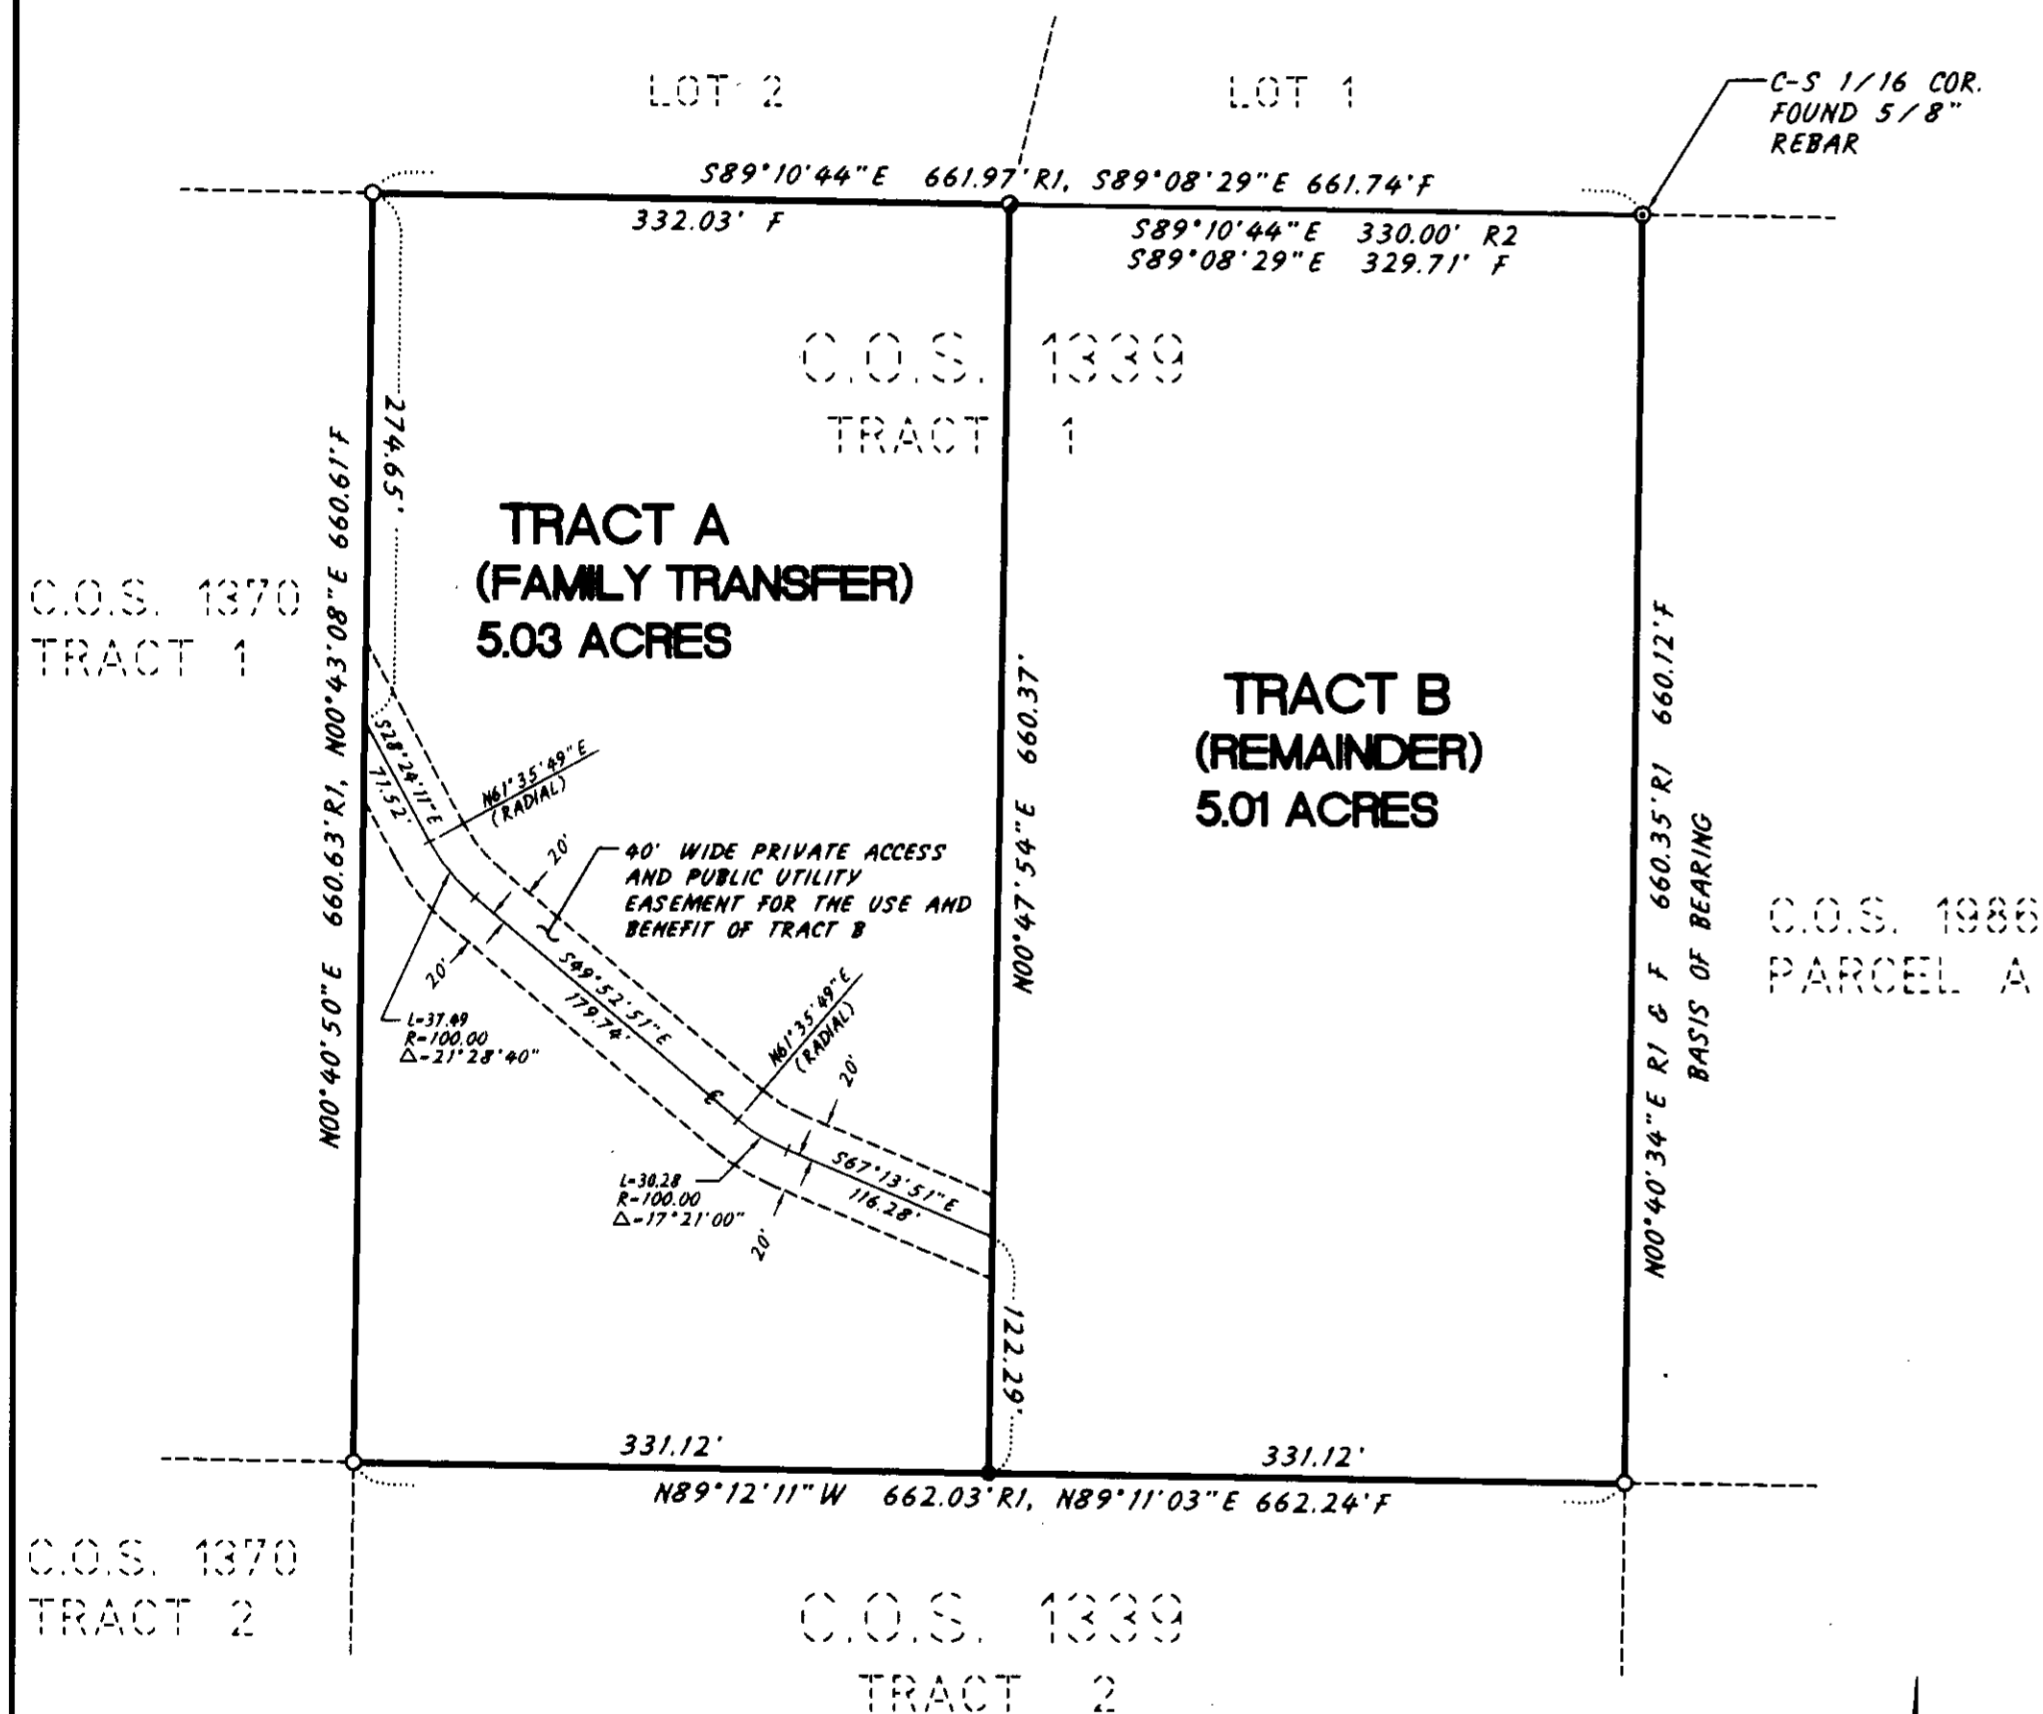 LOT 2
LOT 1
C-S 1/16 COR.
FOUND 5/8"
REBAR
S89°10'44"E 661.97'R1, S89°08'29"E 661.74'F
332.03' F
S89°10'44"E 330.00' R2
S89°08'29"E 329.71' F
C.O.S. 1339
TRACT 1
274.65'
N00°40'50"E 660.63'R1, N00°43'08"E 660.61'F
TRACT A
(FAMILY TRANSFER)
5.03 ACRES
C.O.S. 1370
TRACT 1
N00°47'54"E 660.37'
TRACT B
(REMAINDER)
5.01 ACRES
N00°40'34"E R1 & F 660.35'R1 660.12'F
BASIS OF BEARING
C.O.S. 1986
PARCEL A
S28°24'11"E
71.52'
N61°35'49"E
(RADIAL)
20'
40' WIDE PRIVATE ACCESS
AND PUBLIC UTILITY
EASEMENT FOR THE USE AND
BENEFIT OF TRACT B
20'
S49°52'51"E
179.74'
L=37.49
R=100.00
Δ=21°28'40"
N61°35'49"E
(RADIAL)
20'
℄
L=30.28
R=100.00
Δ=17°21'00"
S67°13'51"E
116.28'
20'
122.29'
331.12'
331.12'
N89°12'11"W 662.03'R1, N89°11'03"E 662.24'F
C.O.S. 1370
TRACT 2
C.O.S. 1339
TRACT 2